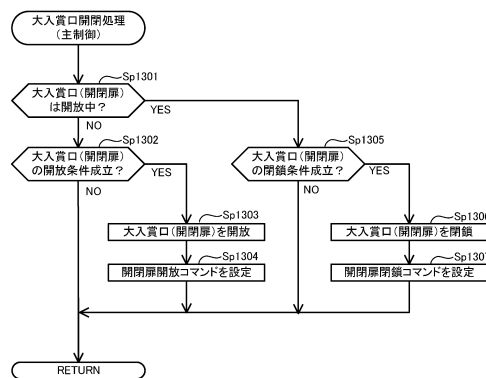 大入賞口開閉処理
(主制御)
Sp1301
大入賞口(開閉扉)
は開放中?
YES
NO
Sp1302
大入賞口(開閉扉)
の開放条件成立?
YES
NO
Sp1305
大入賞口(開閉扉)
の閉鎖条件成立?
YES
NO
Sp1303
大入賞口(開閉扉)を開放
Sp1304
開閉扉開放コマンドを設定
Sp1306
大入賞口(開閉扉)を閉鎖
Sp1307
開閉扉閉鎖コマンドを設定
RETURN